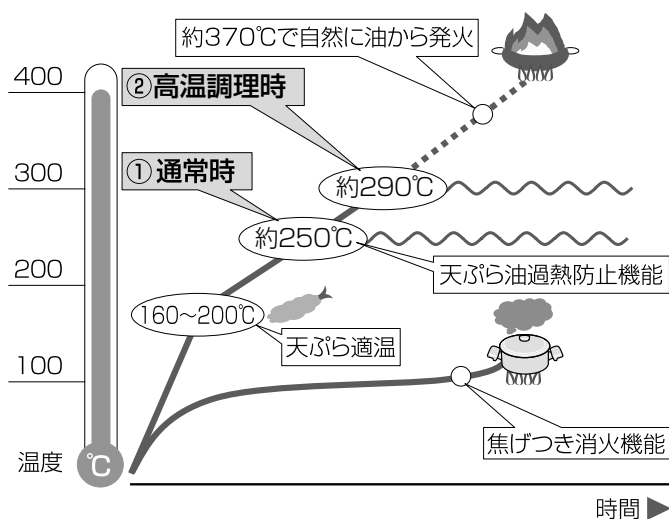 約370℃で自然に油から発火
400
②高温調理時
①通常時
300
約290℃
約250℃
天ぷら油過熱防止機能
200
160〜200℃
天ぷら適温
100
焦げつき消火機能
温度
℃
時間